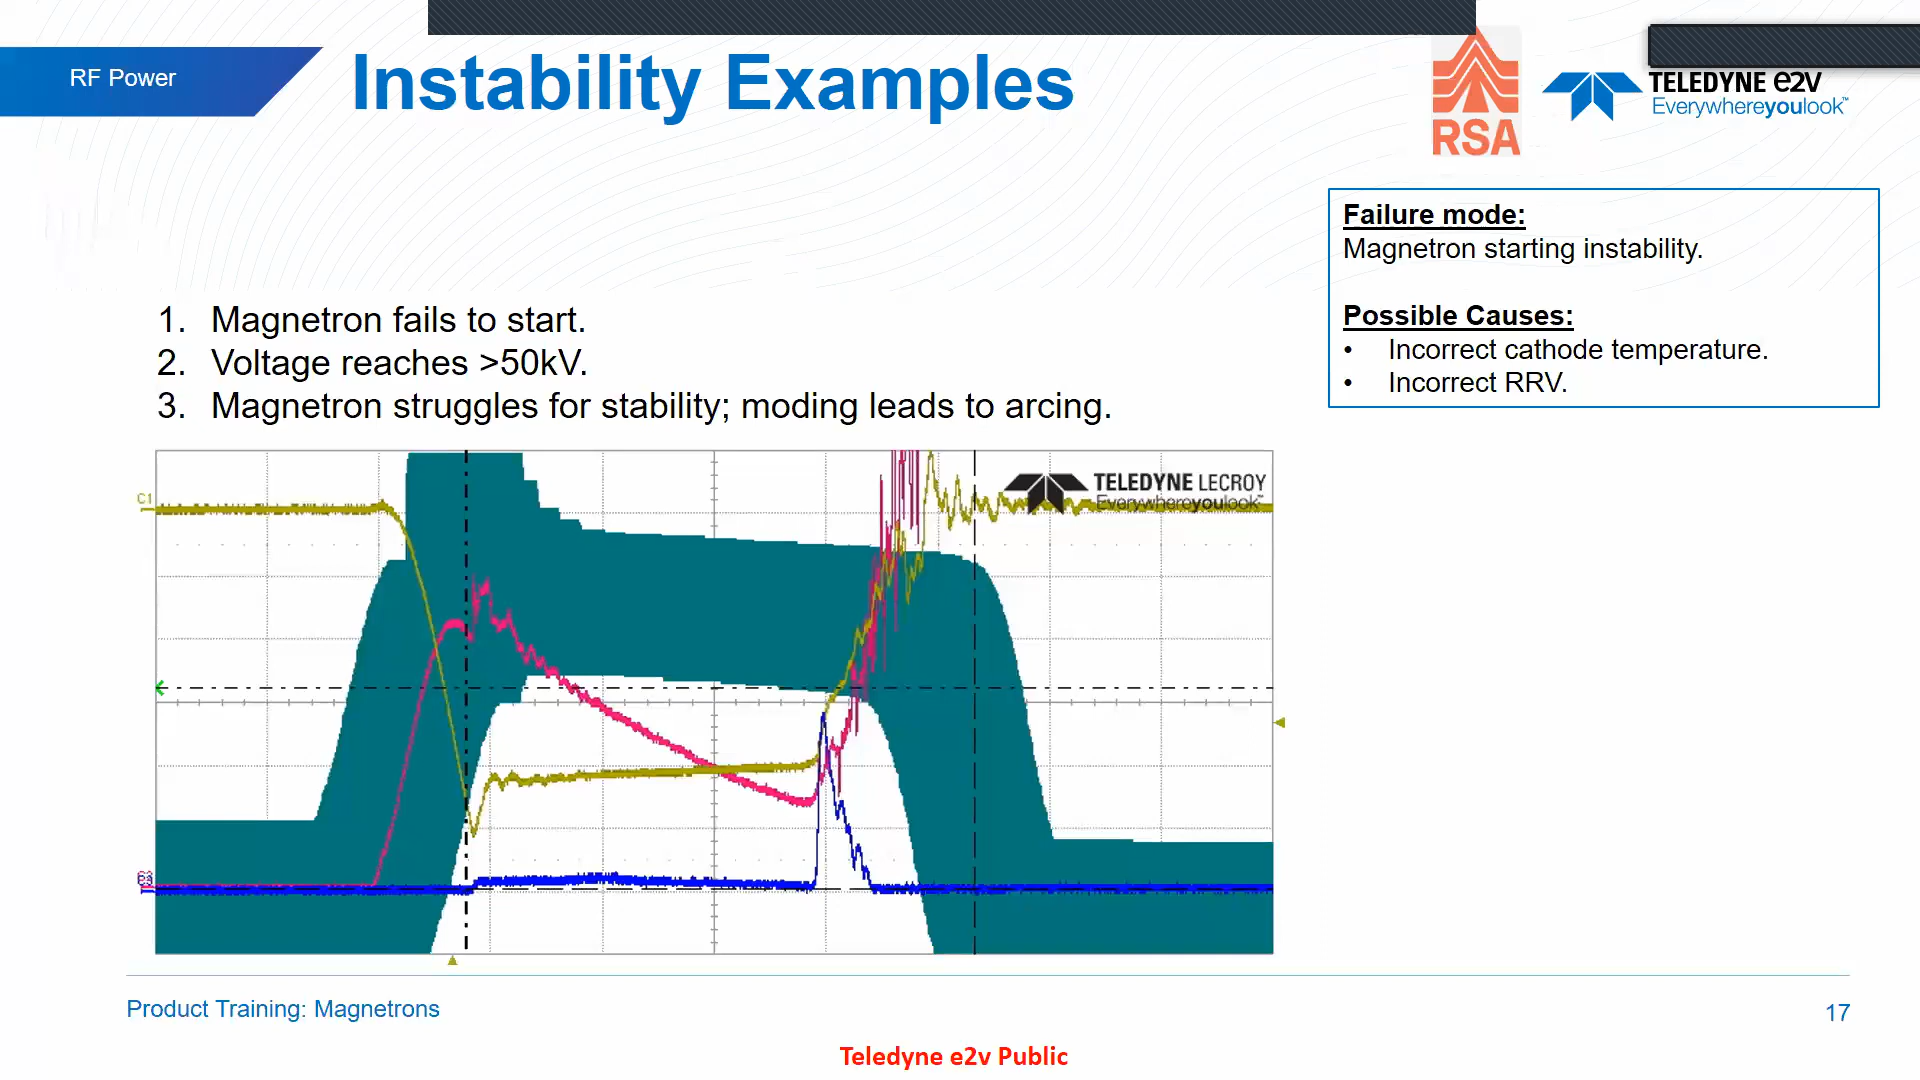 RF Power
Instability Examples
RSA
TELEDYNE e2v
Everywhereyoulook™
Failure mode:
Magnetron starting instability.
Possible Causes:
• Incorrect cathode temperature.
• Incorrect RRV.
1. Magnetron fails to start.
2. Voltage reaches >50kV.
3. Magnetron struggles for stability; moding leads to arcing.
C1
TELEDYNE LECROY
Everywhereyoulook™
Product Training: Magnetrons
17
Teledyne e2v Public